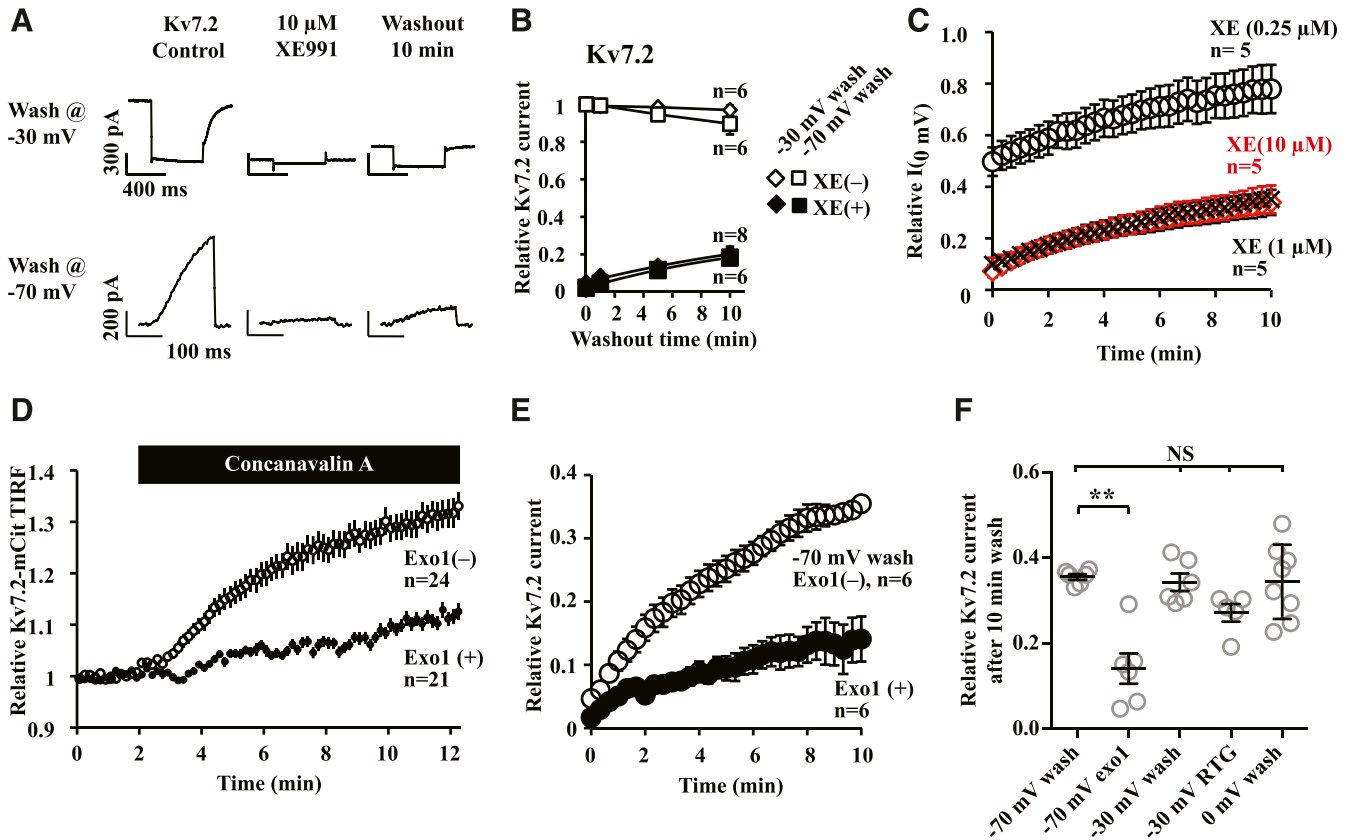 A
Kv7.2
Control
10 µM
XE991
Washout
10 min
Wash @
-30 mV
300 pA
400 ms
Wash @
-70 mV
200 pA
100 ms
B
Kv7.2
Relative Kv7.2 current
1
0.8
0.6
0.4
0.2
0
n=6
n=6
n=8
n=6
0
2
4
6
8
10
Washout time (min)
-30 mV wash
-70 mV wash
XE(–)
XE(+)
C
Relative I(0 mV)
1.0
0.8
0.6
0.4
0.2
0
XE (0.25 µM)
n= 5
XE(10 µM)
n=5
XE (1 µM)
n=5
0
2
4
6
8
10
Time (min)
D
Concanavalin A
Relative Kv7.2-mCit TIRF
1.4
1.3
1.2
1.1
1
0.9
Exo1(–)
n=24
Exo1 (+)
n=21
0
2
4
6
8
10
12
Time (min)
E
Relative Kv7.2 current
0.4
0.3
0.2
0.1
0
-70 mV wash
Exo1(–), n=6
Exo1 (+)
n=6
0
2
4
6
8
10
Time (min)
F
Relative Kv7.2 current
after 10 min wash
0.6
0.4
0.2
0.0
NS
**
-70 mV wash
-70 mV exo1
-30 mV wash
-30 mV RTG
0 mV wash